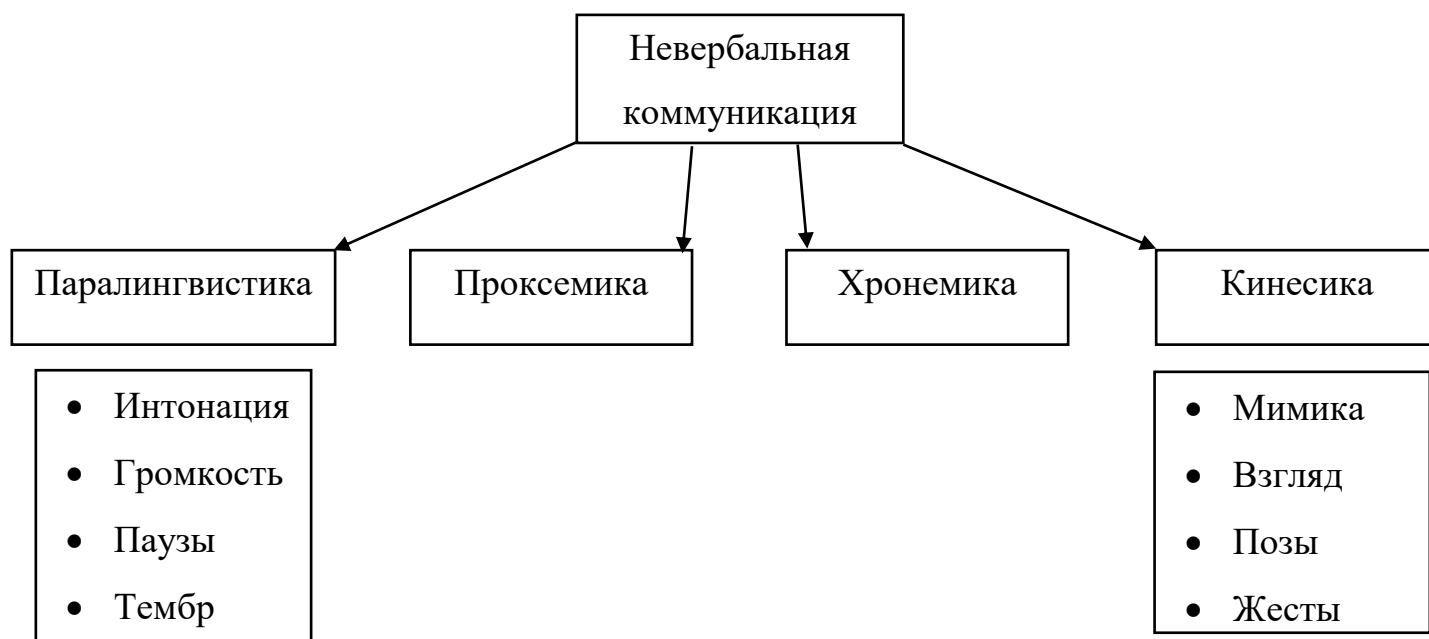 Невербальная
коммуникация
Паралингвистика
Проксемика
Хронемика
Кинесика
• Интонация
• Громкость
• Паузы
• Тембр
• Мимика
• Взгляд
• Позы
• Жесты